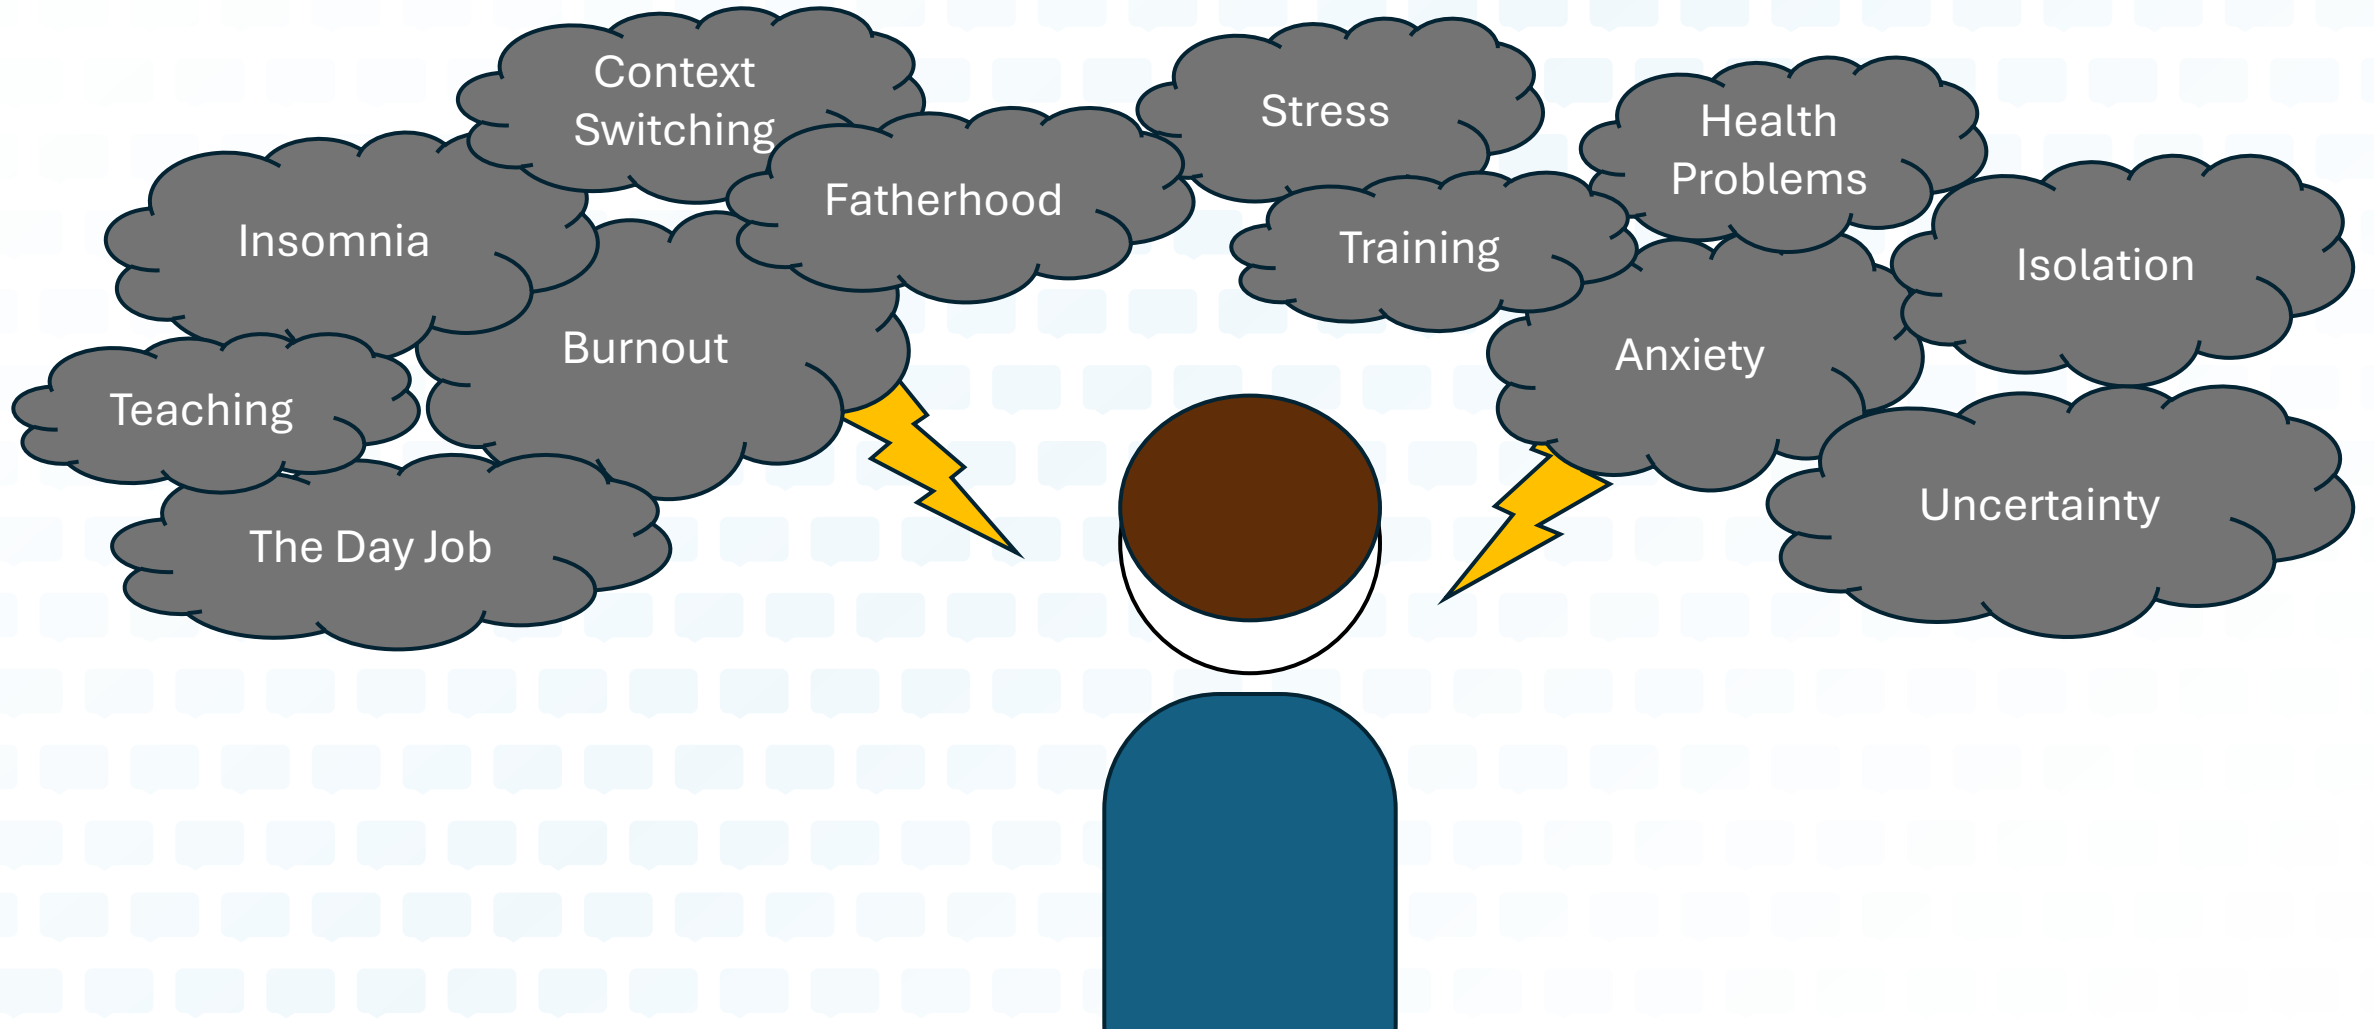 Context
Switching
Stress
Health
Problems
Insomnia
Fatherhood
Training
Isolation
Burnout
Anxiety
Teaching
The Day Job
Uncertainty